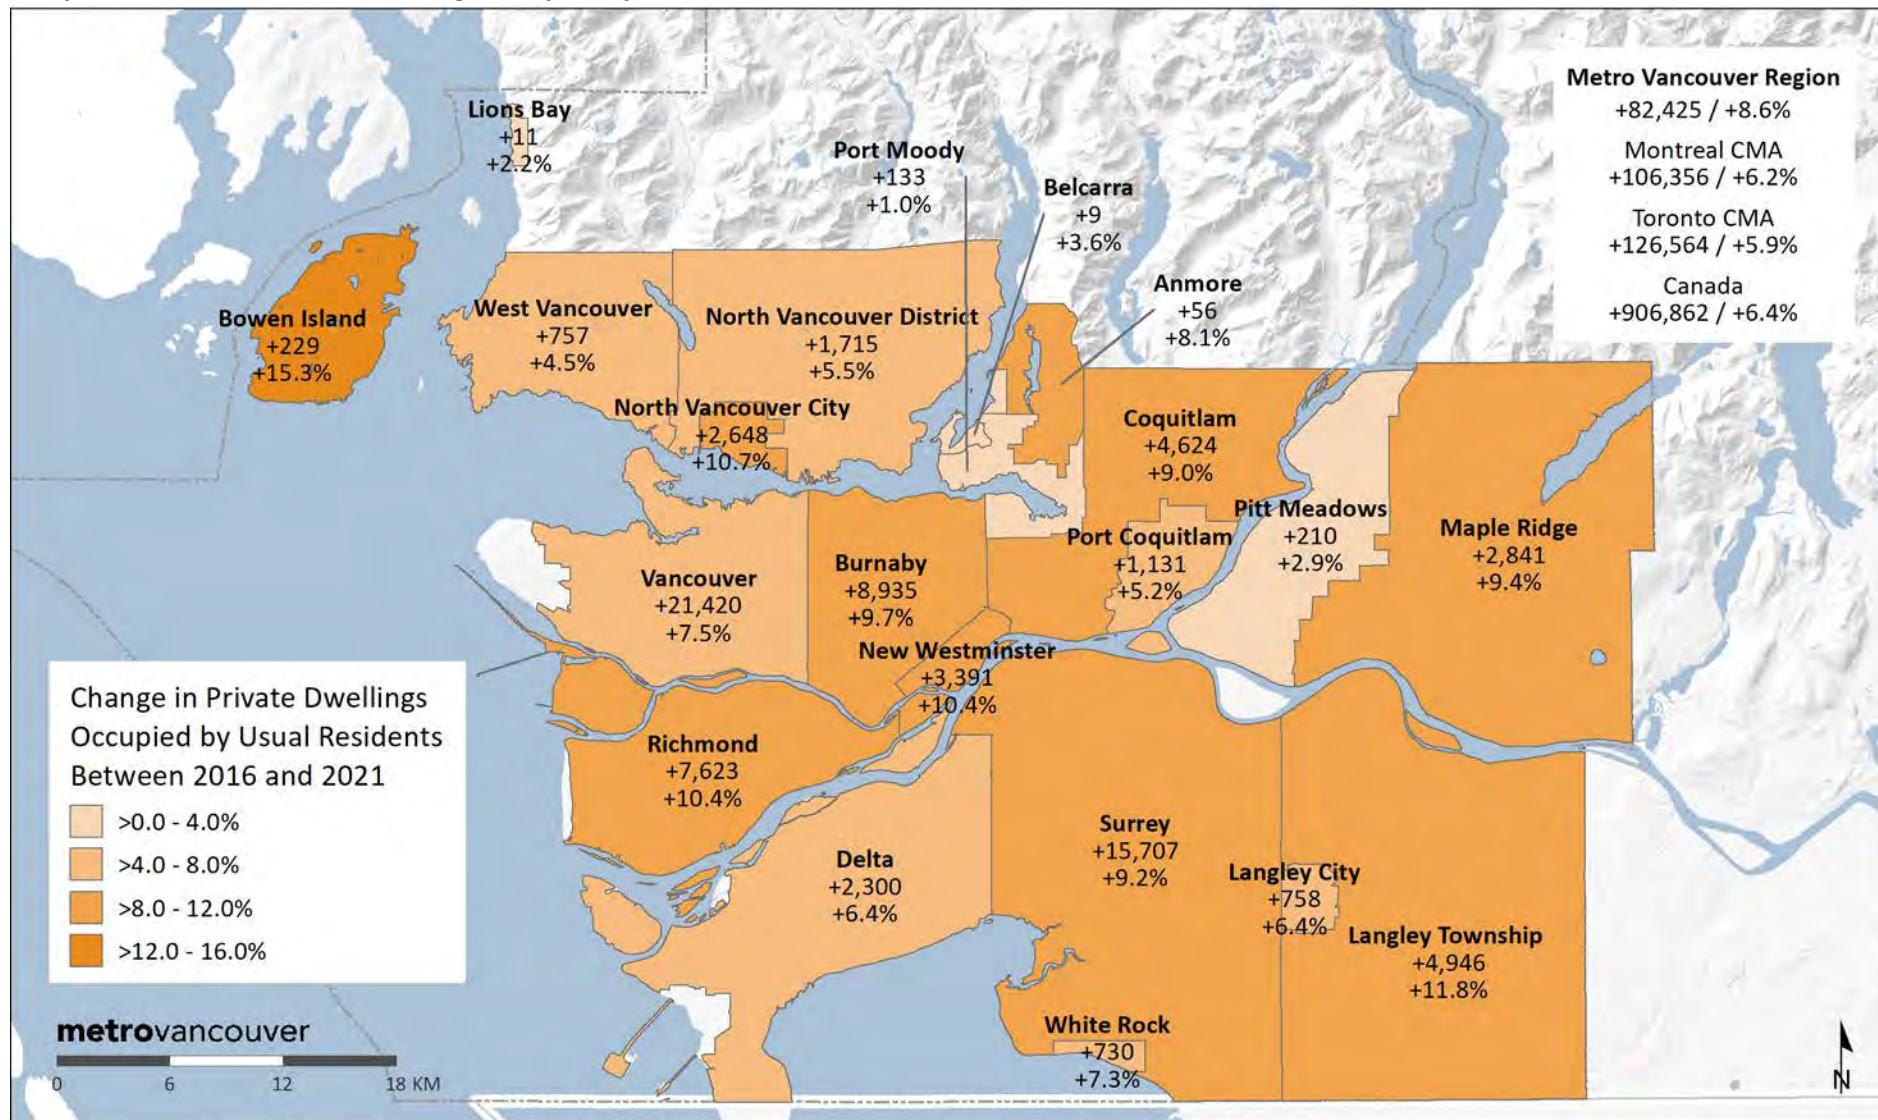 Lions Bay
+11
+2.2%
Port Moody
+133
+1.0%
Belcarra
+9
+3.6%
Anmore
+56
+8.1%
Metro Vancouver Region
+82,425 / +8.6%
Montreal CMA
+106,356 / +6.2%
Toronto CMA
+126,564 / +5.9%
Canada
+906,862 / +6.4%
Bowen Island
+229
+15.3%
West Vancouver
+757
+4.5%
North Vancouver District
+1,715
+5.5%
North Vancouver City
+2,648
+10.7%
Coquitlam
+4,624
+9.0%
Pitt Meadows
+210
+2.9%
Maple Ridge
+2,841
+9.4%
Port Coquitlam
+1,131
+5.2%
Vancouver
+21,420
+7.5%
Burnaby
+8,935
+9.7%
New Westminster
+3,391
+10.4%
Richmond
+7,623
+10.4%
Delta
+2,300
+6.4%
Surrey
+15,707
+9.2%
Langley City
+758
+6.4%
Langley Township
+4,946
+11.8%
White Rock
+730
+7.3%
Change in Private Dwellings
Occupied by Usual Residents
Between 2016 and 2021
>0.0 - 4.0%
>4.0 - 8.0%
>8.0 - 12.0%
>12.0 - 16.0%
metrovancouver
0 6 12 18 KM
N